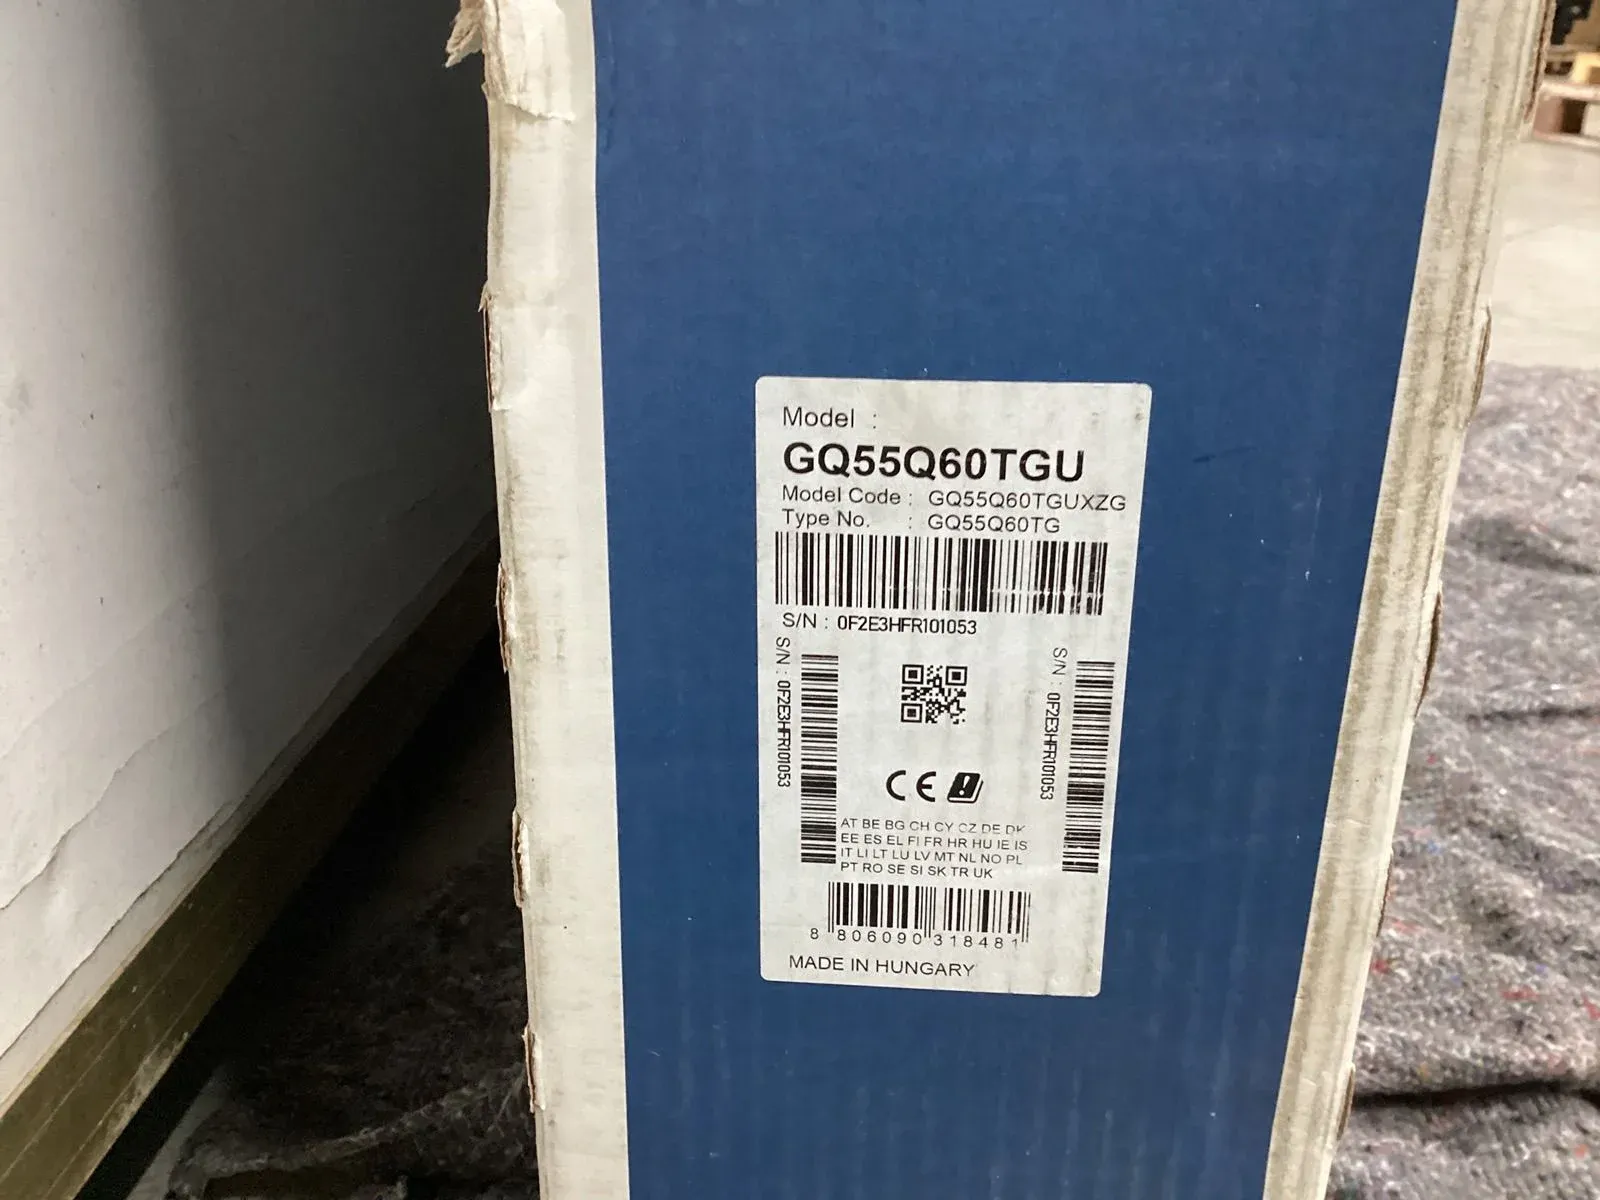 Model :
GQ55Q60TGU
Model Code : GQ55Q60TGUXZG
Type No. : GQ55Q60TG
S/N : 0F2E3HFR101053
S/N : 0F2E3HFR101053
S/N : 0F2E3HFR101053
CE
AT BE BG CH CY CZ DE DK
EE ES EL FI FR HR HU IE IS
IT LI LT LU LV MT NL NO PL
PT RO SE SI SK TR UK
8 806090 318481
MADE IN HUNGARY